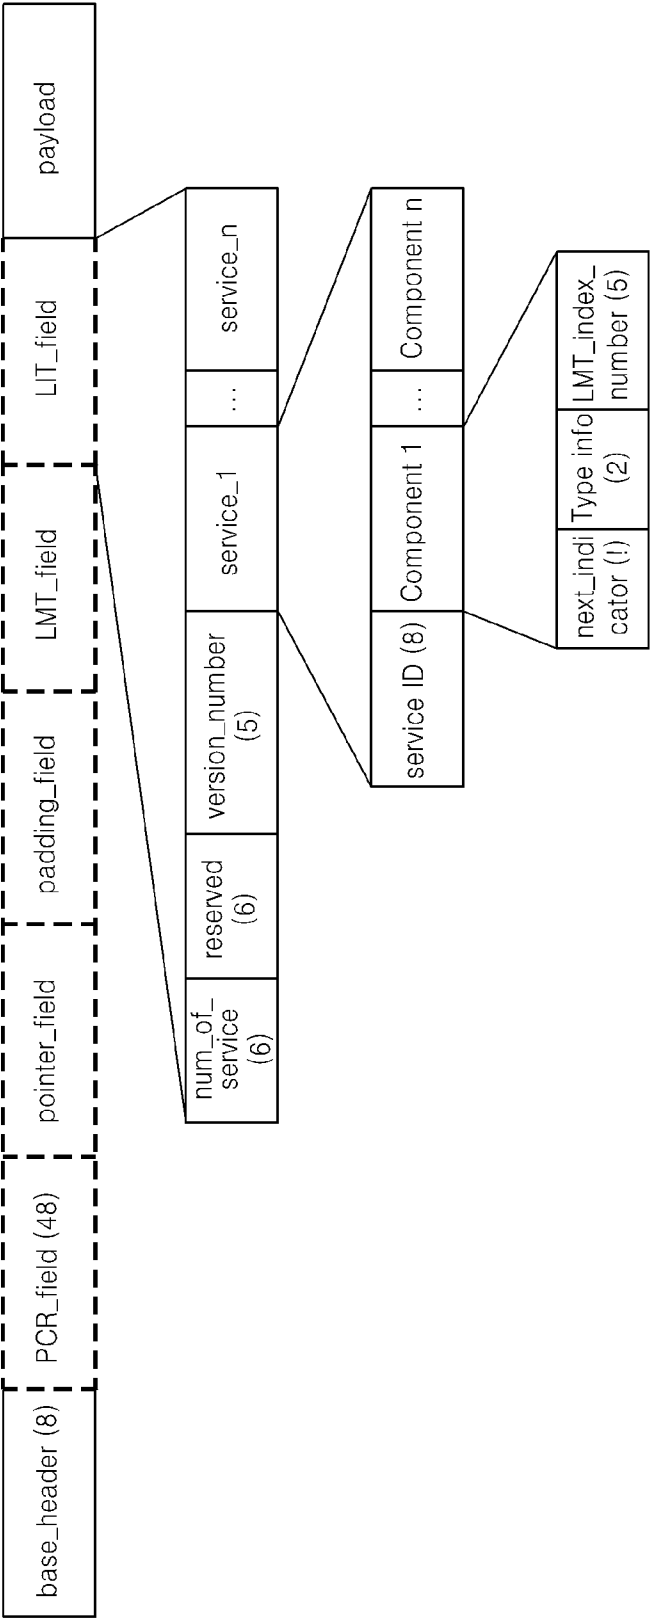 base_header (8)
PCR_field (48)
pointer_field
padding_field
LMT_field
LIT_field
payload
num_of_
service
(6)
reserved
(6)
version_number
(5)
service_1
...
service_n
service ID (8)
Component 1
...
Component n
next_indi
cator (!)
Type info
(2)
LMT_index_
number (5)